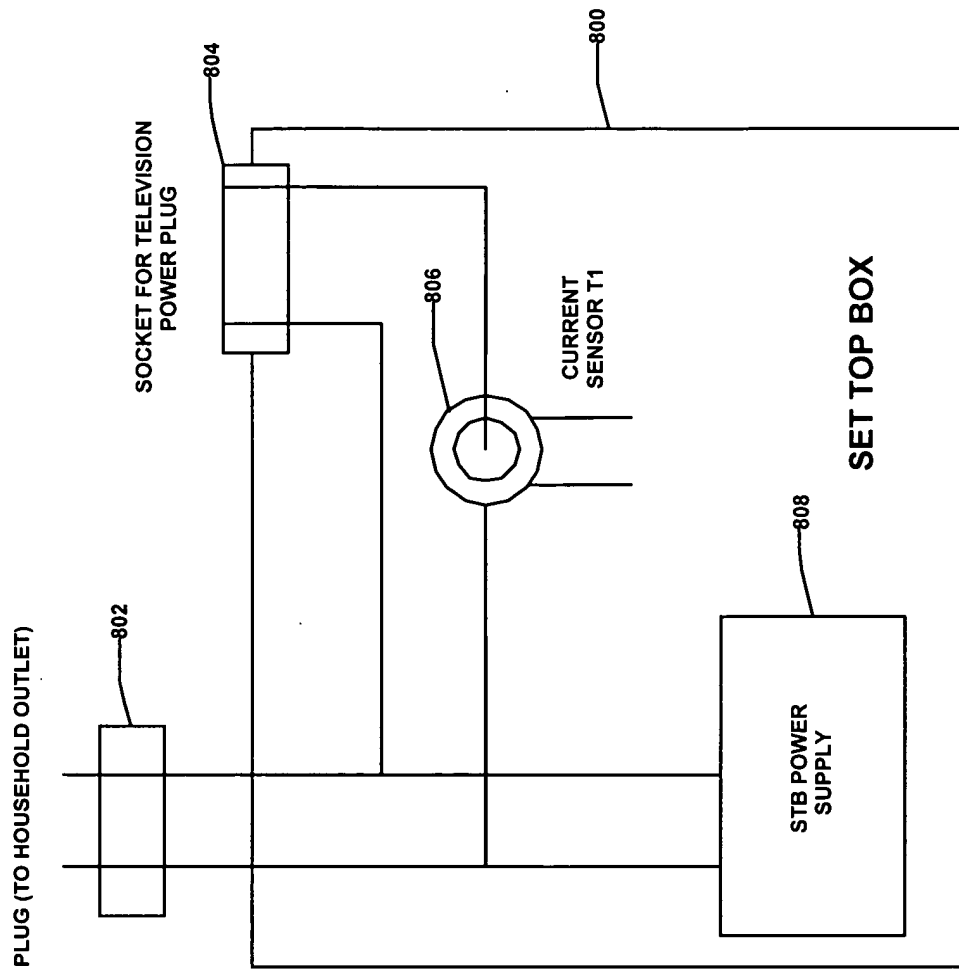 PLUG (TO HOUSEHOLD OUTLET)
802
SOCKET FOR TELEVISION
POWER PLUG
804
800
806
CURRENT
SENSOR T1
808
STB POWER
SUPPLY
SET TOP BOX